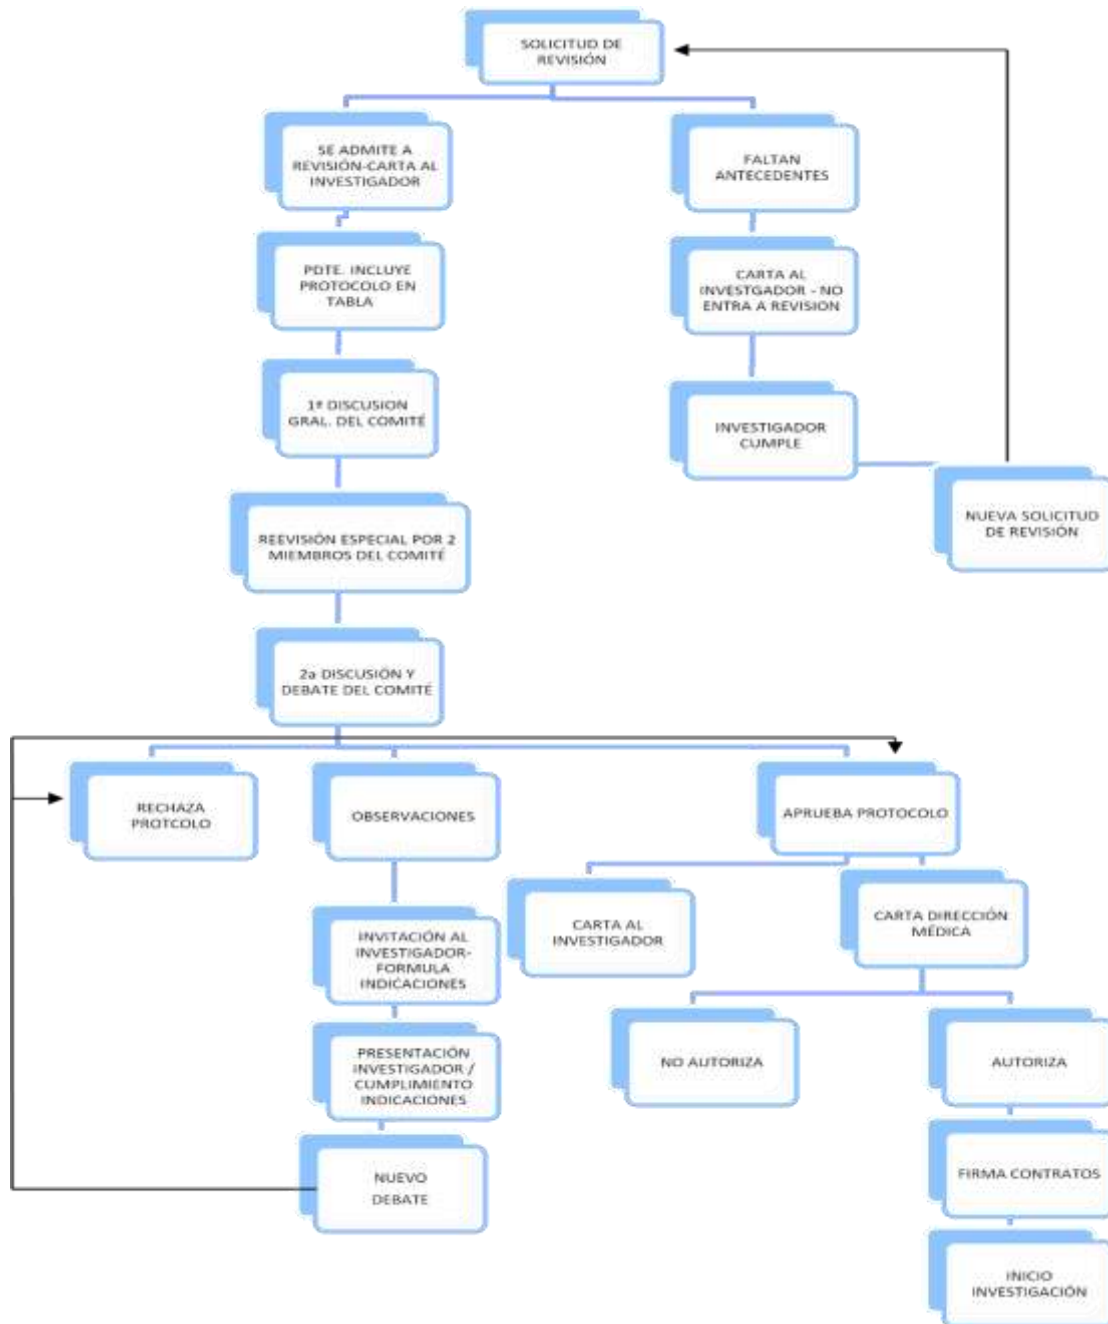 SOLICITUD DE
REVISIÓN
SE ADMITE A
REVISIÓN-CARTA AL
INVESTIGADOR
FALTAN
ANTECEDENTES
PDTE. INCLUYE
PROTOCOLO EN
TABLA
CARTA AL
INVESTGADOR - NO
ENTRA A REVISION
1ª DISCUSION
GRAL. DEL COMITÉ
INVESTIGADOR
CUMPLE
NUEVA SOLICITUD
DE REVISIÓN
REEVISIÓN ESPECIAL POR 2
MIEMBROS DEL COMITÉ
2a DISCUSIÓN Y
DEBATE DEL COMITÉ
RECHAZA
PROTCOLO
OBSERVACIONES
APRUEBA PROTOCOLO
CARTA AL
INVESTIGADOR
CARTA DIRECCIÓN
MÉDICA
INVITACIÓN AL
INVESTIGADOR-
FORMULA
INDICACIONES
NO AUTORIZA
AUTORIZA
PRESENTACIÓN
INVESTIGADOR /
CUMPLIMIENTO
INDICACIONES
NUEVO
DEBATE
FIRMA CONTRATOS
INICIO
INVESTIGACIÓN